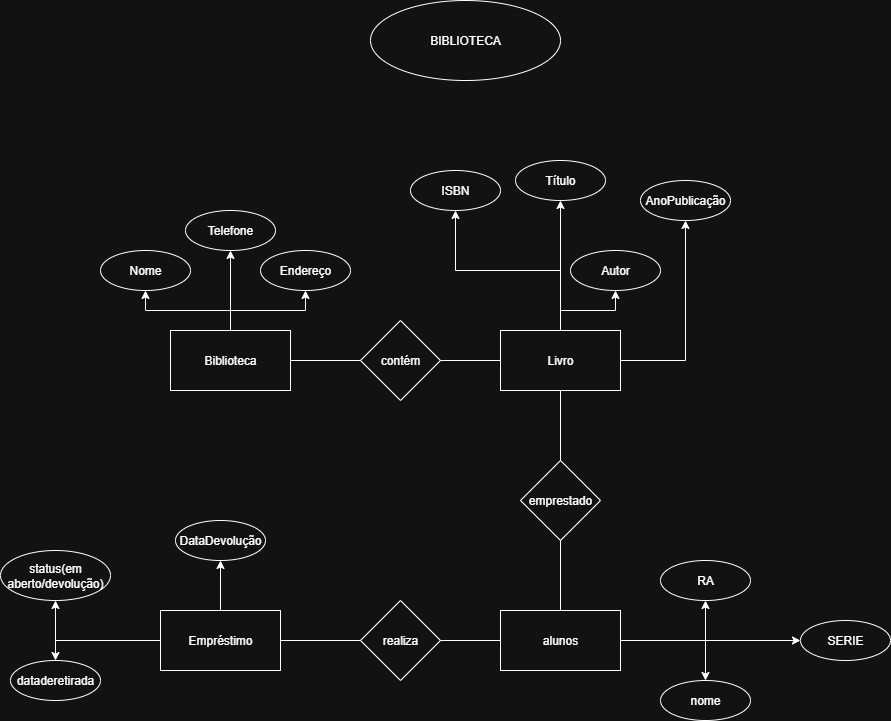 BIBLIOTECA
ISBN
Título
AnoPublicação
Telefone
Nome
Endereço
Autor
Biblioteca
contém
Livro
emprestado
DataDevolução
status(em
aberto/devolução)
RA
Empréstimo
realiza
alunos
SERIE
dataderetirada
nome